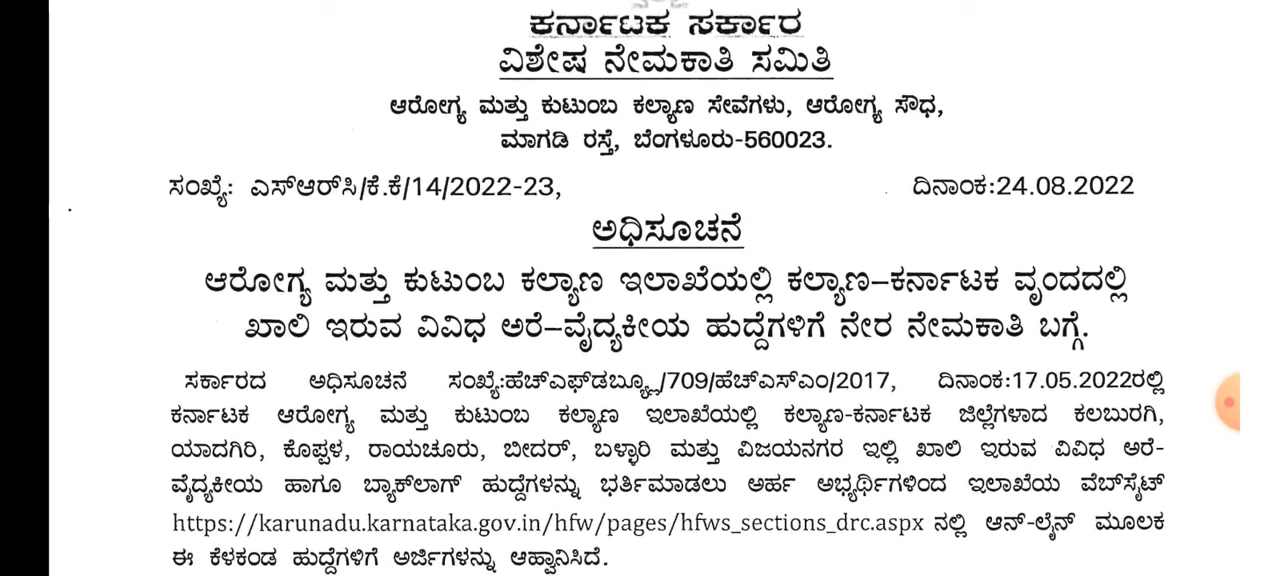 ಕರ್ನಾಟಕ ಸರ್ಕಾರ
ವಿಶೇಷ ನೇಮಕಾತಿ ಸಮಿತಿ
ಆರೋಗ್ಯ ಮತ್ತು ಕುಟುಂಬ ಕಲ್ಯಾಣ ಸೇವೆಗಳು, ಆರೋಗ್ಯ ಸೌಧ,
ಮಾಗಡಿ ರಸ್ತೆ, ಬೆಂಗಳೂರು-560023.
ಸಂಖ್ಯೆ: ಎಸ್ಆರ್‌ಸಿ/ಕೆ.ಕೆ/14/2022-23, ದಿನಾಂಕ:24.08.2022
ಅಧಿಸೂಚನೆ
ಆರೋಗ್ಯ ಮತ್ತು ಕುಟುಂಬ ಕಲ್ಯಾಣ ಇಲಾಖೆಯಲ್ಲಿ ಕಲ್ಯಾಣ–ಕರ್ನಾಟಕ ವೃಂದದಲ್ಲಿ
ಖಾಲಿ ಇರುವ ವಿವಿಧ ಅರೆ–ವೈದ್ಯಕೀಯ ಹುದ್ದೆಗಳಿಗೆ ನೇರ ನೇಮಕಾತಿ ಬಗ್ಗೆ.
ಸರ್ಕಾರದ ಅಧಿಸೂಚನೆ ಸಂಖ್ಯೆ:ಹೆಚ್ಎಫ್‌ಡಬ್ಲ್ಯೂ/709/ಹೆಚ್ಎಸ್ಎಂ/2017, ದಿನಾಂಕ:17.05.2022ರಲ್ಲಿ
ಕರ್ನಾಟಕ ಆರೋಗ್ಯ ಮತ್ತು ಕುಟುಂಬ ಕಲ್ಯಾಣ ಇಲಾಖೆಯಲ್ಲಿ ಕಲ್ಯಾಣ-ಕರ್ನಾಟಕ ಜಿಲ್ಲೆಗಳಾದ ಕಲಬುರಗಿ,
ಯಾದಗಿರಿ, ಕೊಪ್ಪಳ, ರಾಯಚೂರು, ಬೀದರ್, ಬಳ್ಳಾರಿ ಮತ್ತು ವಿಜಯನಗರ ಇಲ್ಲಿ ಖಾಲಿ ಇರುವ ವಿವಿಧ ಅರೆ-
ವೈದ್ಯಕೀಯ ಹಾಗೂ ಬ್ಯಾಕ್‌ಲಾಗ್ ಹುದ್ದೆಗಳನ್ನು ಭರ್ತಿಮಾಡಲು ಅರ್ಹ ಅಭ್ಯರ್ಥಿಗಳಿಂದ ಇಲಾಖೆಯ ವೆಬ್‌ಸೈಟ್
https://karunadu.karnataka.gov.in/hfw/pages/hfws_sections_drc.aspx ನಲ್ಲಿ ಆನ್-ಲೈನ್ ಮೂಲಕ
ಈ ಕೆಳಕಂಡ ಹುದ್ದೆಗಳಿಗೆ ಅರ್ಜಿಗಳನ್ನು ಆಹ್ವಾನಿಸಿದೆ.